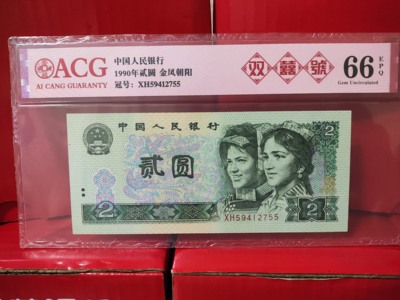 ACG
AI CANG GUARANTY
中国人民银行
1990年贰圆 金凤朝阳
冠号: XH59412755
双囍號
66
EPQ
Gem Uncirculated
中国人民银行
2
贰圆
2
XH59412755
2